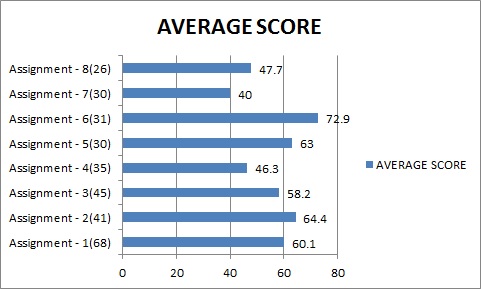 AVERAGE SCORE
Assignment - 8(26) 47.7
Assignment - 7(30) 40
Assignment - 6(31) 72.9
Assignment - 5(30) 63
Assignment - 4(35) 46.3
Assignment - 3(45) 58.2
Assignment - 2(41) 64.4
Assignment - 1(68) 60.1
0 20 40 60 80
AVERAGE SCORE